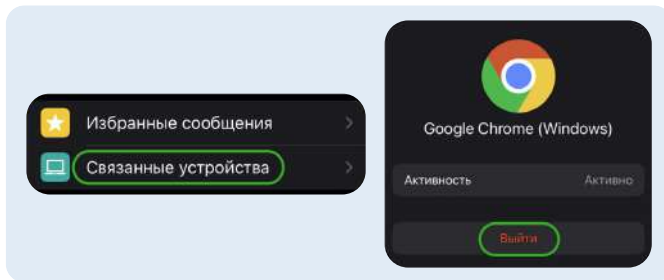 Избранные сообщения
Связанные устройства
Google Chrome (Windows)
Активность Активно
Выйти